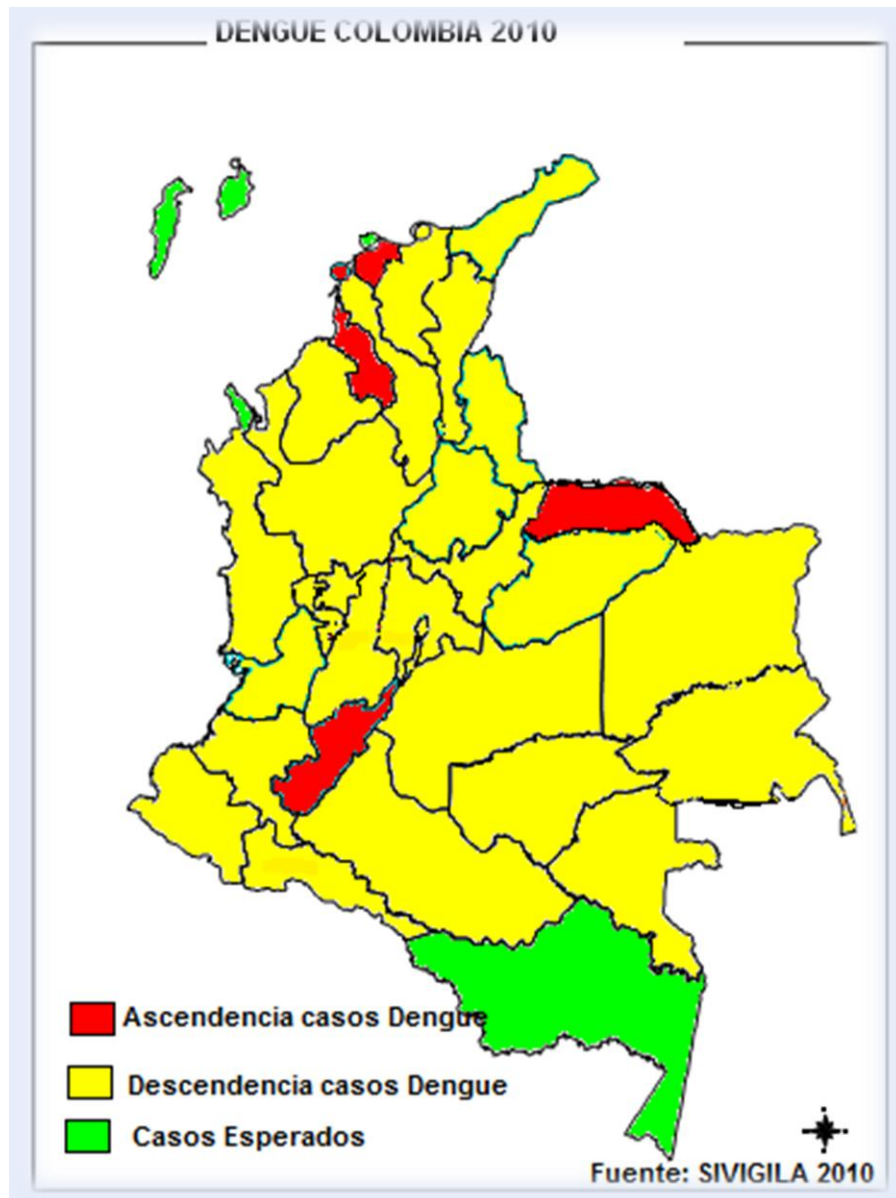 DENGUE COLOMBIA 2010
Ascendencia casos Dengue
Descendencia casos Dengue
Casos Esperados
Fuente: SIVIGILA 2010